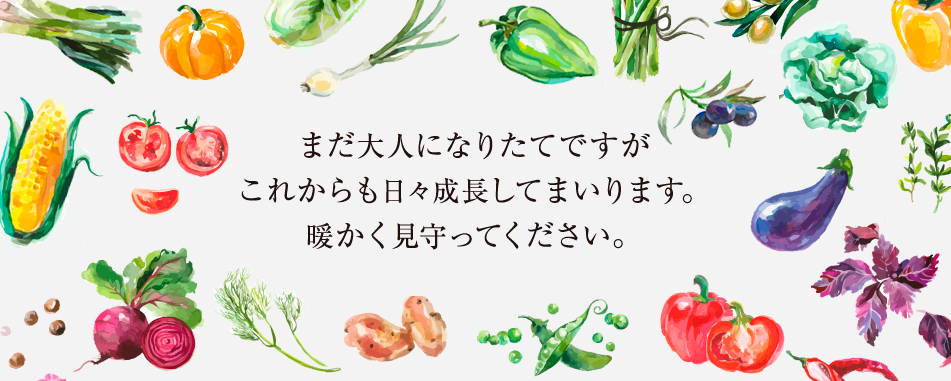 まだ大人になりたてですが
これからも日々成長してまいります。
暖かく見守ってください。